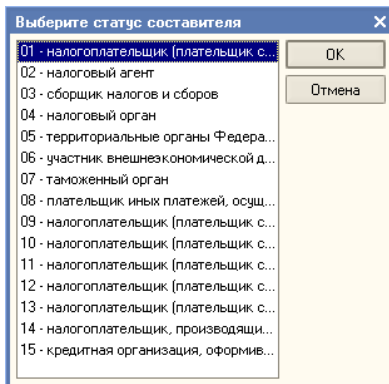 Выберите статус составителя
01 - налогоплательщик (плательщик с...
OK
02 - налоговый агент
03 - сборщик налогов и сборов
Отмена
04 - налоговый орган
05 - территориальные органы Федера...
06 - участник внешнеэкономической д...
07 - таможенный орган
08 - плательщик иных платежей, осущ...
09 - налогоплательщик (плательщик с...
10 - налогоплательщик (плательщик с...
11 - налогоплательщик (плательщик с...
12 - налогоплательщик (плательщик с...
13 - налогоплательщик (плательщик с...
14 - налогоплательщик, производящи...
15 - кредитная организация, оформив...